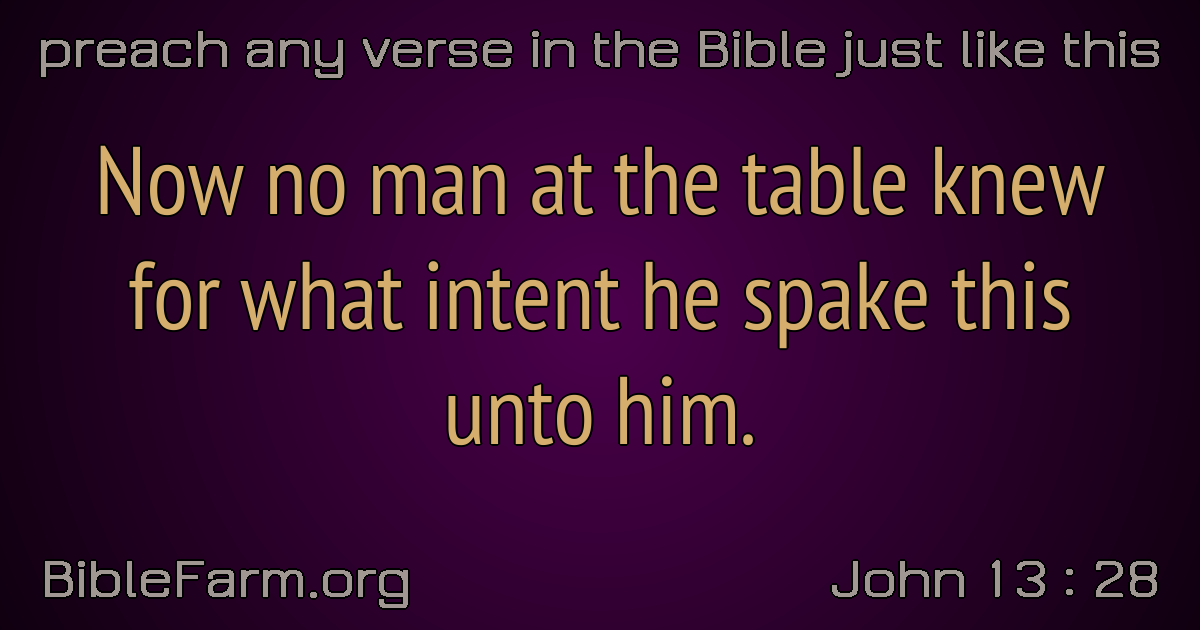 preach any verse in the Bible just like this
Now no man at the table knew
for what intent he spake this
unto him.
BibleFarm.org
John 13 : 28